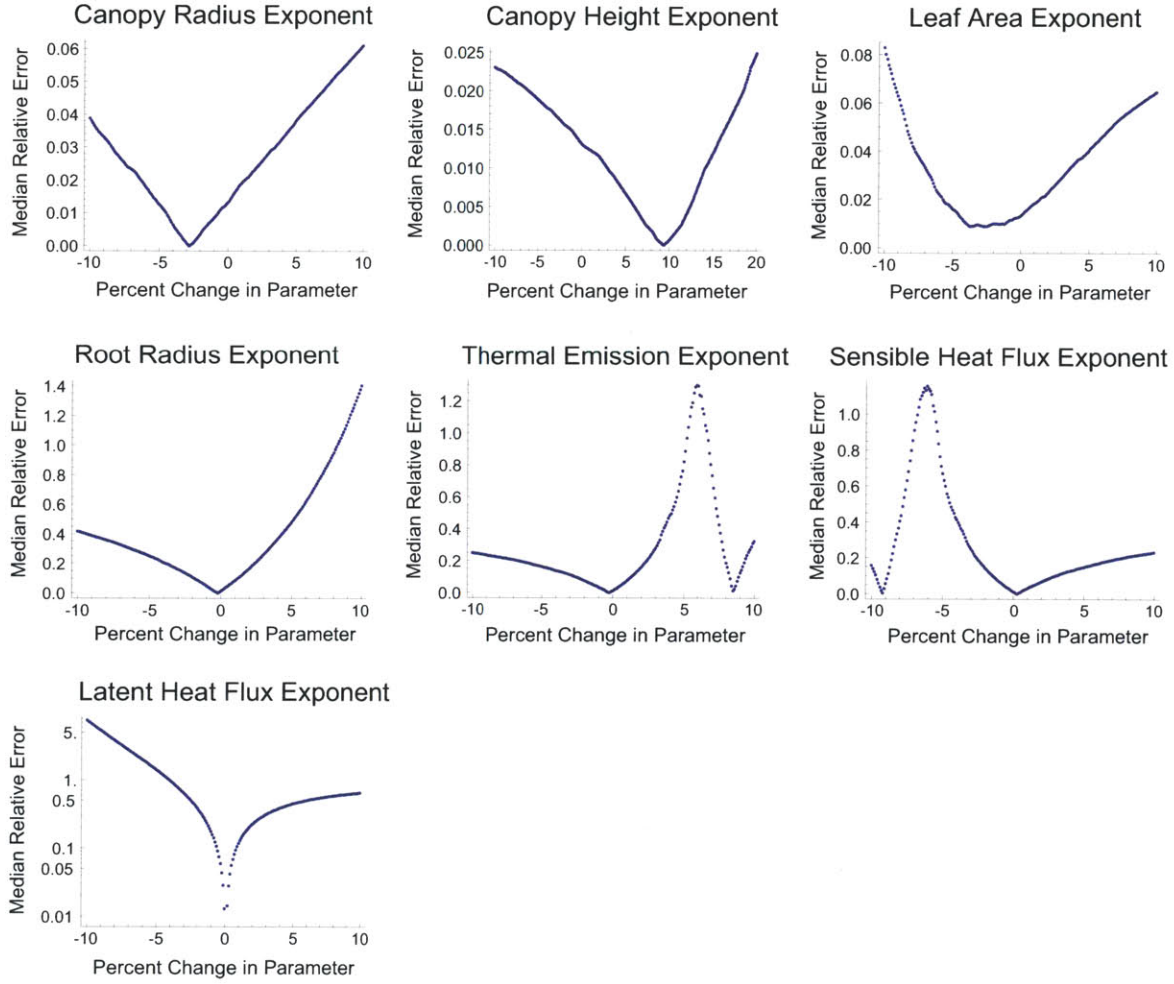 Canopy Radius Exponent
Median Relative Error
0.06
0.05
0.04
0.03
0.02
0.01
0.00
-10 -5 0 5 10
Percent Change in Parameter
Canopy Height Exponent
Median Relative Error
0.025
0.020
0.015
0.010
0.005
0.000
-10 -5 0 5 10 15 20
Percent Change in Parameter
Leaf Area Exponent
Median Relative Error
0.08
0.06
0.04
0.02
0.00
-10 -5 0 5 10
Percent Change in Parameter
Root Radius Exponent
Median Relative Error
1.4
1.2
1.0
0.8
0.6
0.4
0.2
0.0
-10 -5 0 5 10
Percent Change in Parameter
Thermal Emission Exponent
Median Relative Error
1.2
1.0
0.8
0.6
0.4
0.2
0.0
-10 -5 0 5 10
Percent Change in Parameter
Sensible Heat Flux Exponent
Median Relative Error
1.0
0.8
0.6
0.4
0.2
0.0
-10 -5 0 5 10
Percent Change in Parameter
Latent Heat Flux Exponent
Median Relative Error
5.
1.
0.5
0.1
0.05
0.01
-10 -5 0 5 10
Percent Change in Parameter